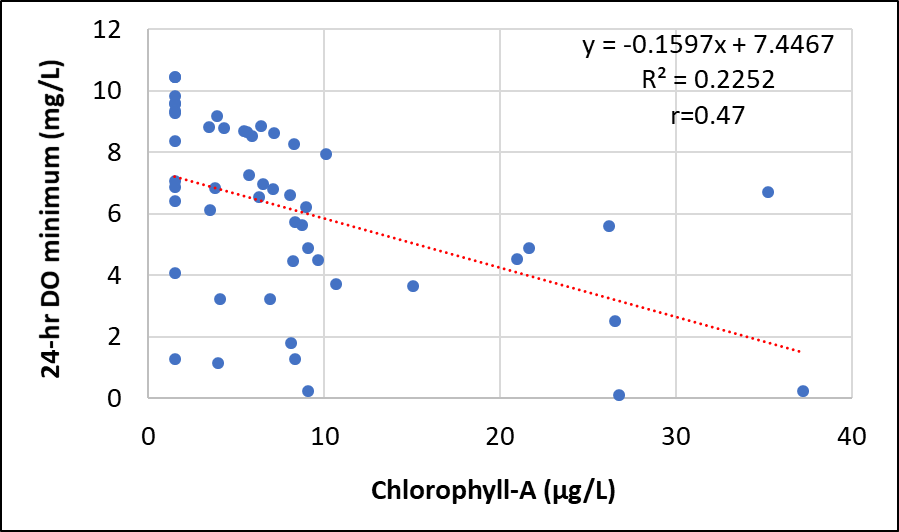 y = -0.1597x + 7.4467
R² = 0.2252
r=0.47
24-hr DO minimum (mg/L)
12
10
8
6
4
2
0
0 10 20 30 40
Chlorophyll-A (µg/L)